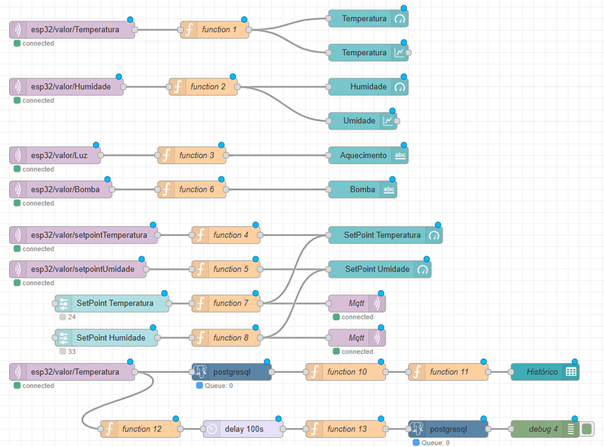 esp32/valor/Temperatura
connected
function 1
Temperatura
Temperatura
esp32/valor/Humidade
connected
function 2
Humidade
Umidade
esp32/valor/Luz
connected
function 3
Aquecimento
abc
esp32/valor/Bomba
connected
function 6
Bomba
abc
esp32/valor/setpointTemperatura
connected
function 4
SetPoint Temperatura
esp32/valor/setpointUmidade
connected
function 5
SetPoint Umidade
SetPoint Temperatura
24
function 7
Mqtt
connected
SetPoint Humidade
33
function 8
Mqtt
connected
esp32/valor/Temperatura
connected
postgresql
Queue: 0
function 10
function 11
Histórico
function 12
delay 100s
function 13
postgresql
Queue: 0
debug 4